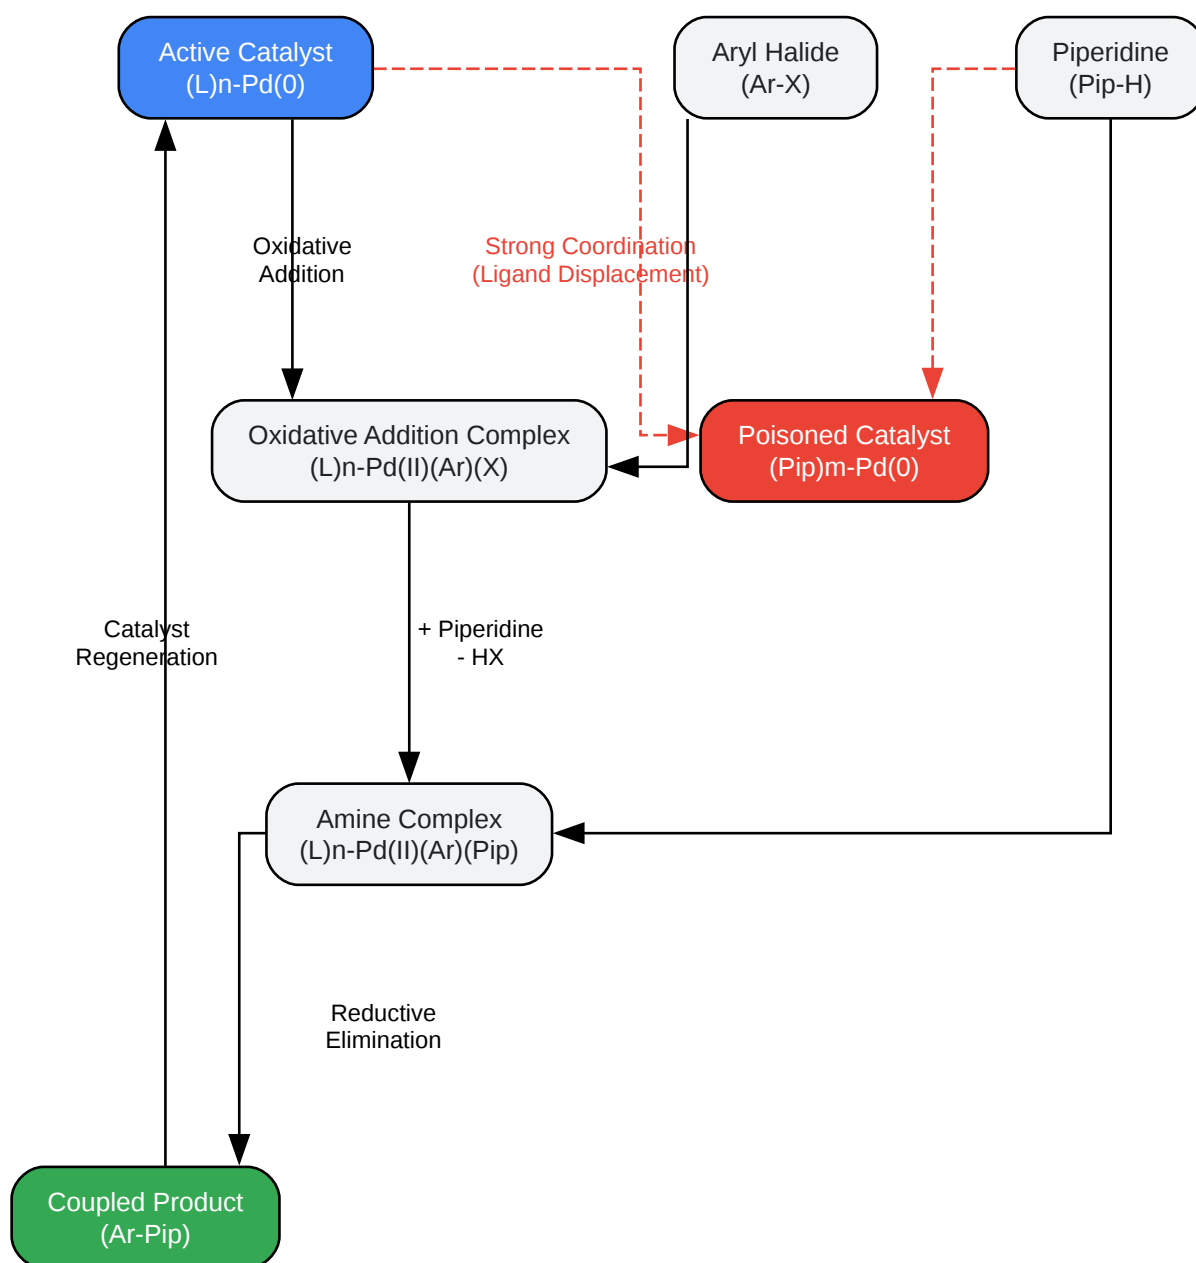 Active Catalyst
(L)n-Pd(0)
Aryl Halide
(Ar-X)
Piperidine
(Pip-H)
Oxidative
Addition
Strong Coordination
(Ligand Displacement)
Oxidative Addition Complex
(L)n-Pd(II)(Ar)(X)
Poisoned Catalyst
(Pip)m-Pd(0)
Catalyst
Regeneration
+ Piperidine
- HX
Amine Complex
(L)n-Pd(II)(Ar)(Pip)
Reductive
Elimination
Coupled Product
(Ar-Pip)